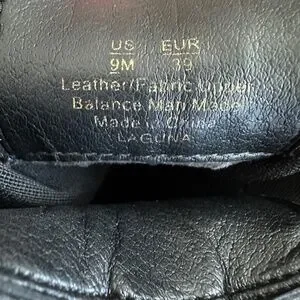 US EUR
9M 39
Leather/Fabric Upper
Balance Man Made
Made in China
LAGUNA